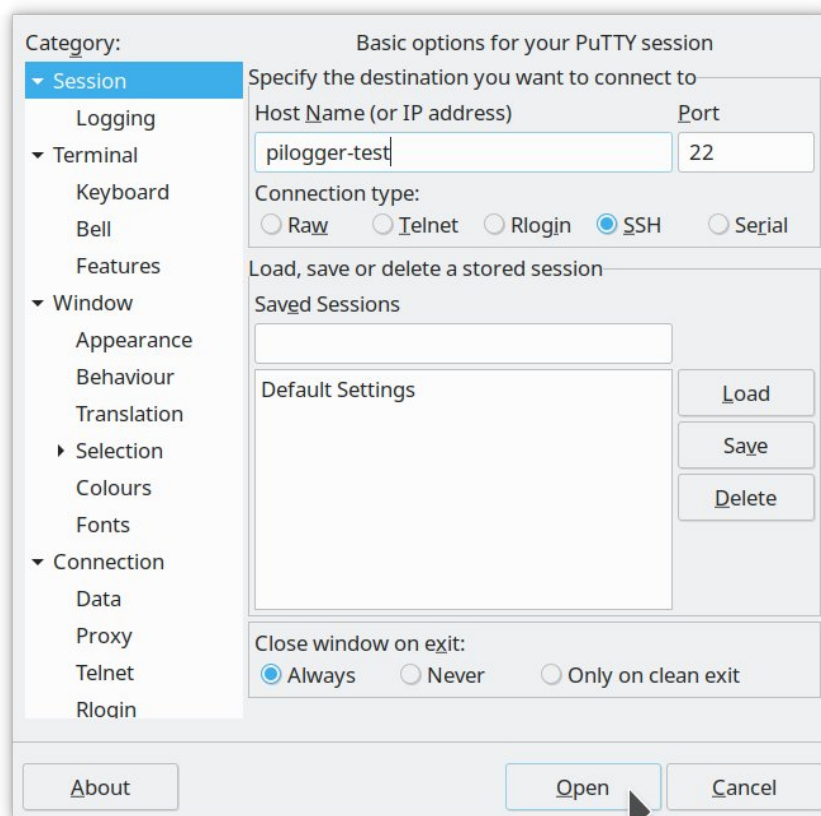 Category:
Basic options for your PuTTY session
Session
Logging
Terminal
Keyboard
Bell
Features
Window
Appearance
Behaviour
Translation
Selection
Colours
Fonts
Connection
Data
Proxy
Telnet
Rlogin
Specify the destination you want to connect to
Host Name (or IP address) Port
pilogger-test 22
Connection type:
Raw Telnet Rlogin SSH Serial
Load, save or delete a stored session
Saved Sessions
Default Settings
Load
Save
Delete
Close window on exit:
Always Never Only on clean exit
About Open Cancel